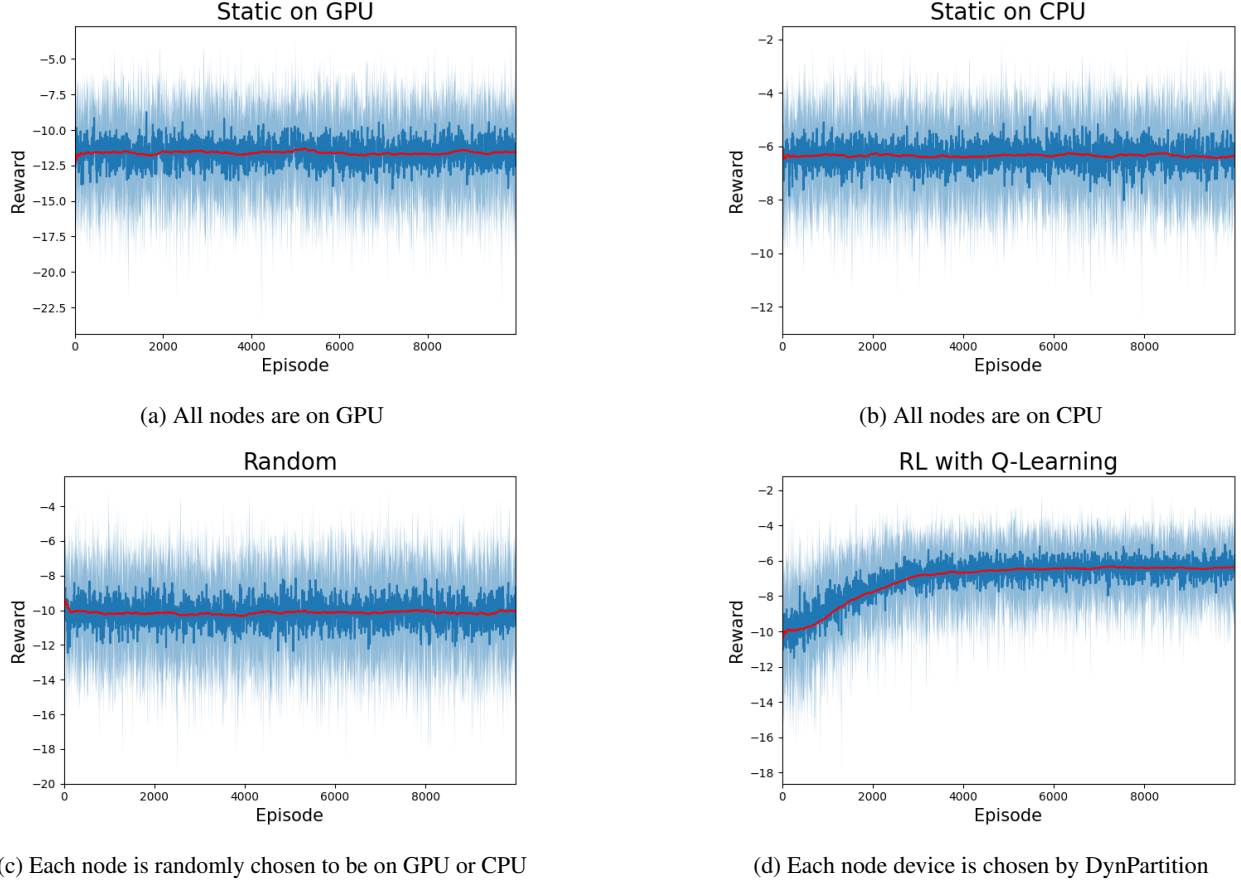 Static on GPU
−5.0
−7.5
−10.0
−12.5
−15.0
−17.5
−20.0
−22.5
Reward
0 2000 4000 6000 8000
Episode
(a) All nodes are on GPU
Static on CPU
−2
−4
−6
−8
−10
−12
Reward
0 2000 4000 6000 8000
Episode
(b) All nodes are on CPU
Random
−4
−6
−8
−10
−12
−14
−16
−18
−20
Reward
0 2000 4000 6000 8000
Episode
(c) Each node is randomly chosen to be on GPU or CPU
RL with Q-Learning
−2
−4
−6
−8
−10
−12
−14
−16
−18
Reward
0 2000 4000 6000 8000
Episode
(d) Each node device is chosen by DynPartition